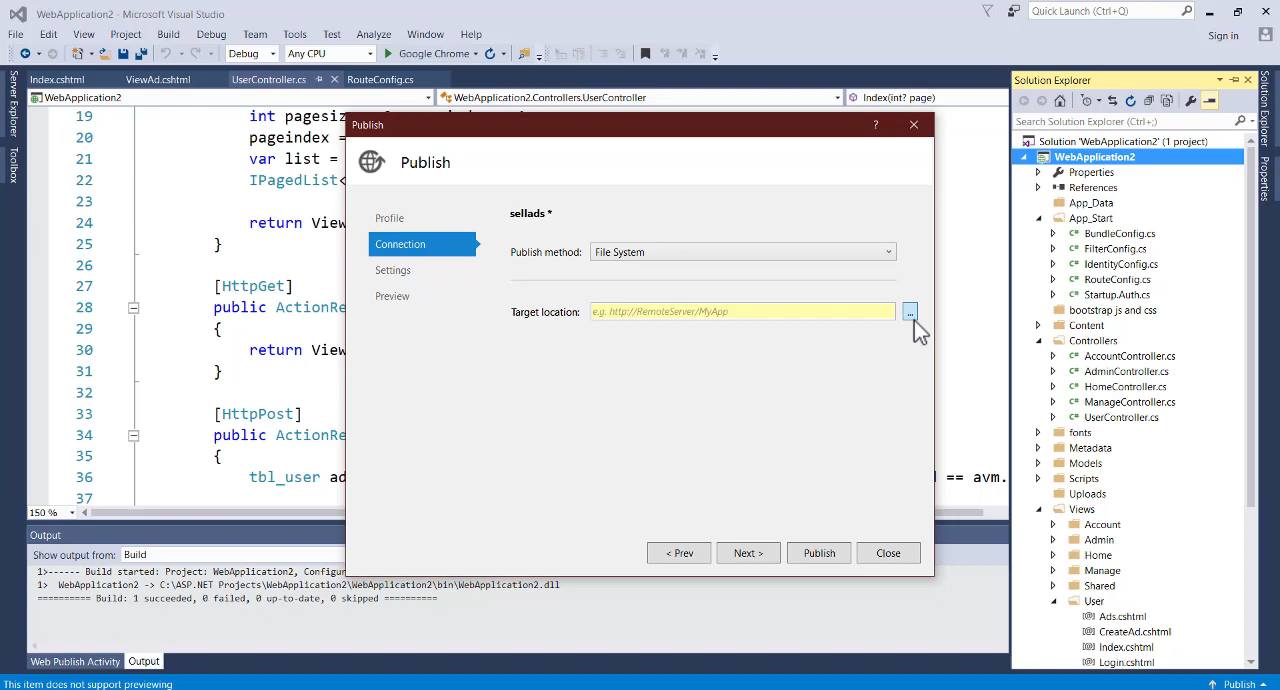 WebApplication2 - Microsoft Visual Studio
Quick Launch (Ctrl+Q)
File Edit View Project Build Debug Team Tools Test Analyze Window Help
Sign in
Debug Any CPU Google Chrome
Index.cshtml ViewAd.cshtml UserController.cs RouteConfig.cs
WebApplication2 WebApplication2.Controllers.UserController Index(int? page)
Server Explorer
Toolbox
19 int pagesiz
20 pageindex =
21 var list =
22 IPagedList<
23
24 return View
25 }
26
27 [HttpGet]
28 public ActionRe
29 {
30 return View
31 }
32
33 [HttpPost]
34 public ActionRe
35 {
36 tbl_user ad == avm.
37
150 %
Publish
?
Publish
Profile
Connection
Settings
Preview
sellads *
Publish method: File System
Target location: e.g. http://RemoteServer/MyApp ...
< Prev Next > Publish Close
Output
Show output from: Build
1>------ Build started: Project: WebApplication2, Configur
1> WebApplication2 -> C:\ASP.NET Projects\WebApplication2\WebApplication2\bin\WebApplication2.dll
========== Build: 1 succeeded, 0 failed, 0 up-to-date, 0 skipped ==========
Web Publish Activity Output
This item does not support previewing
Publish
Solution Explorer
Search Solution Explorer (Ctrl+;)
Solution 'WebApplication2' (1 project)
WebApplication2
Properties
References
App_Data
App_Start
BundleConfig.cs
FilterConfig.cs
IdentityConfig.cs
RouteConfig.cs
Startup.Auth.cs
bootstrap js and css
Content
Controllers
AccountController.cs
AdminController.cs
HomeController.cs
ManageController.cs
UserController.cs
fonts
Metadata
Models
Scripts
Uploads
Views
Account
Admin
Home
Manage
Shared
User
Ads.cshtml
CreateAd.cshtml
Index.cshtml
Login.cshtml
Solution Explorer
Properties